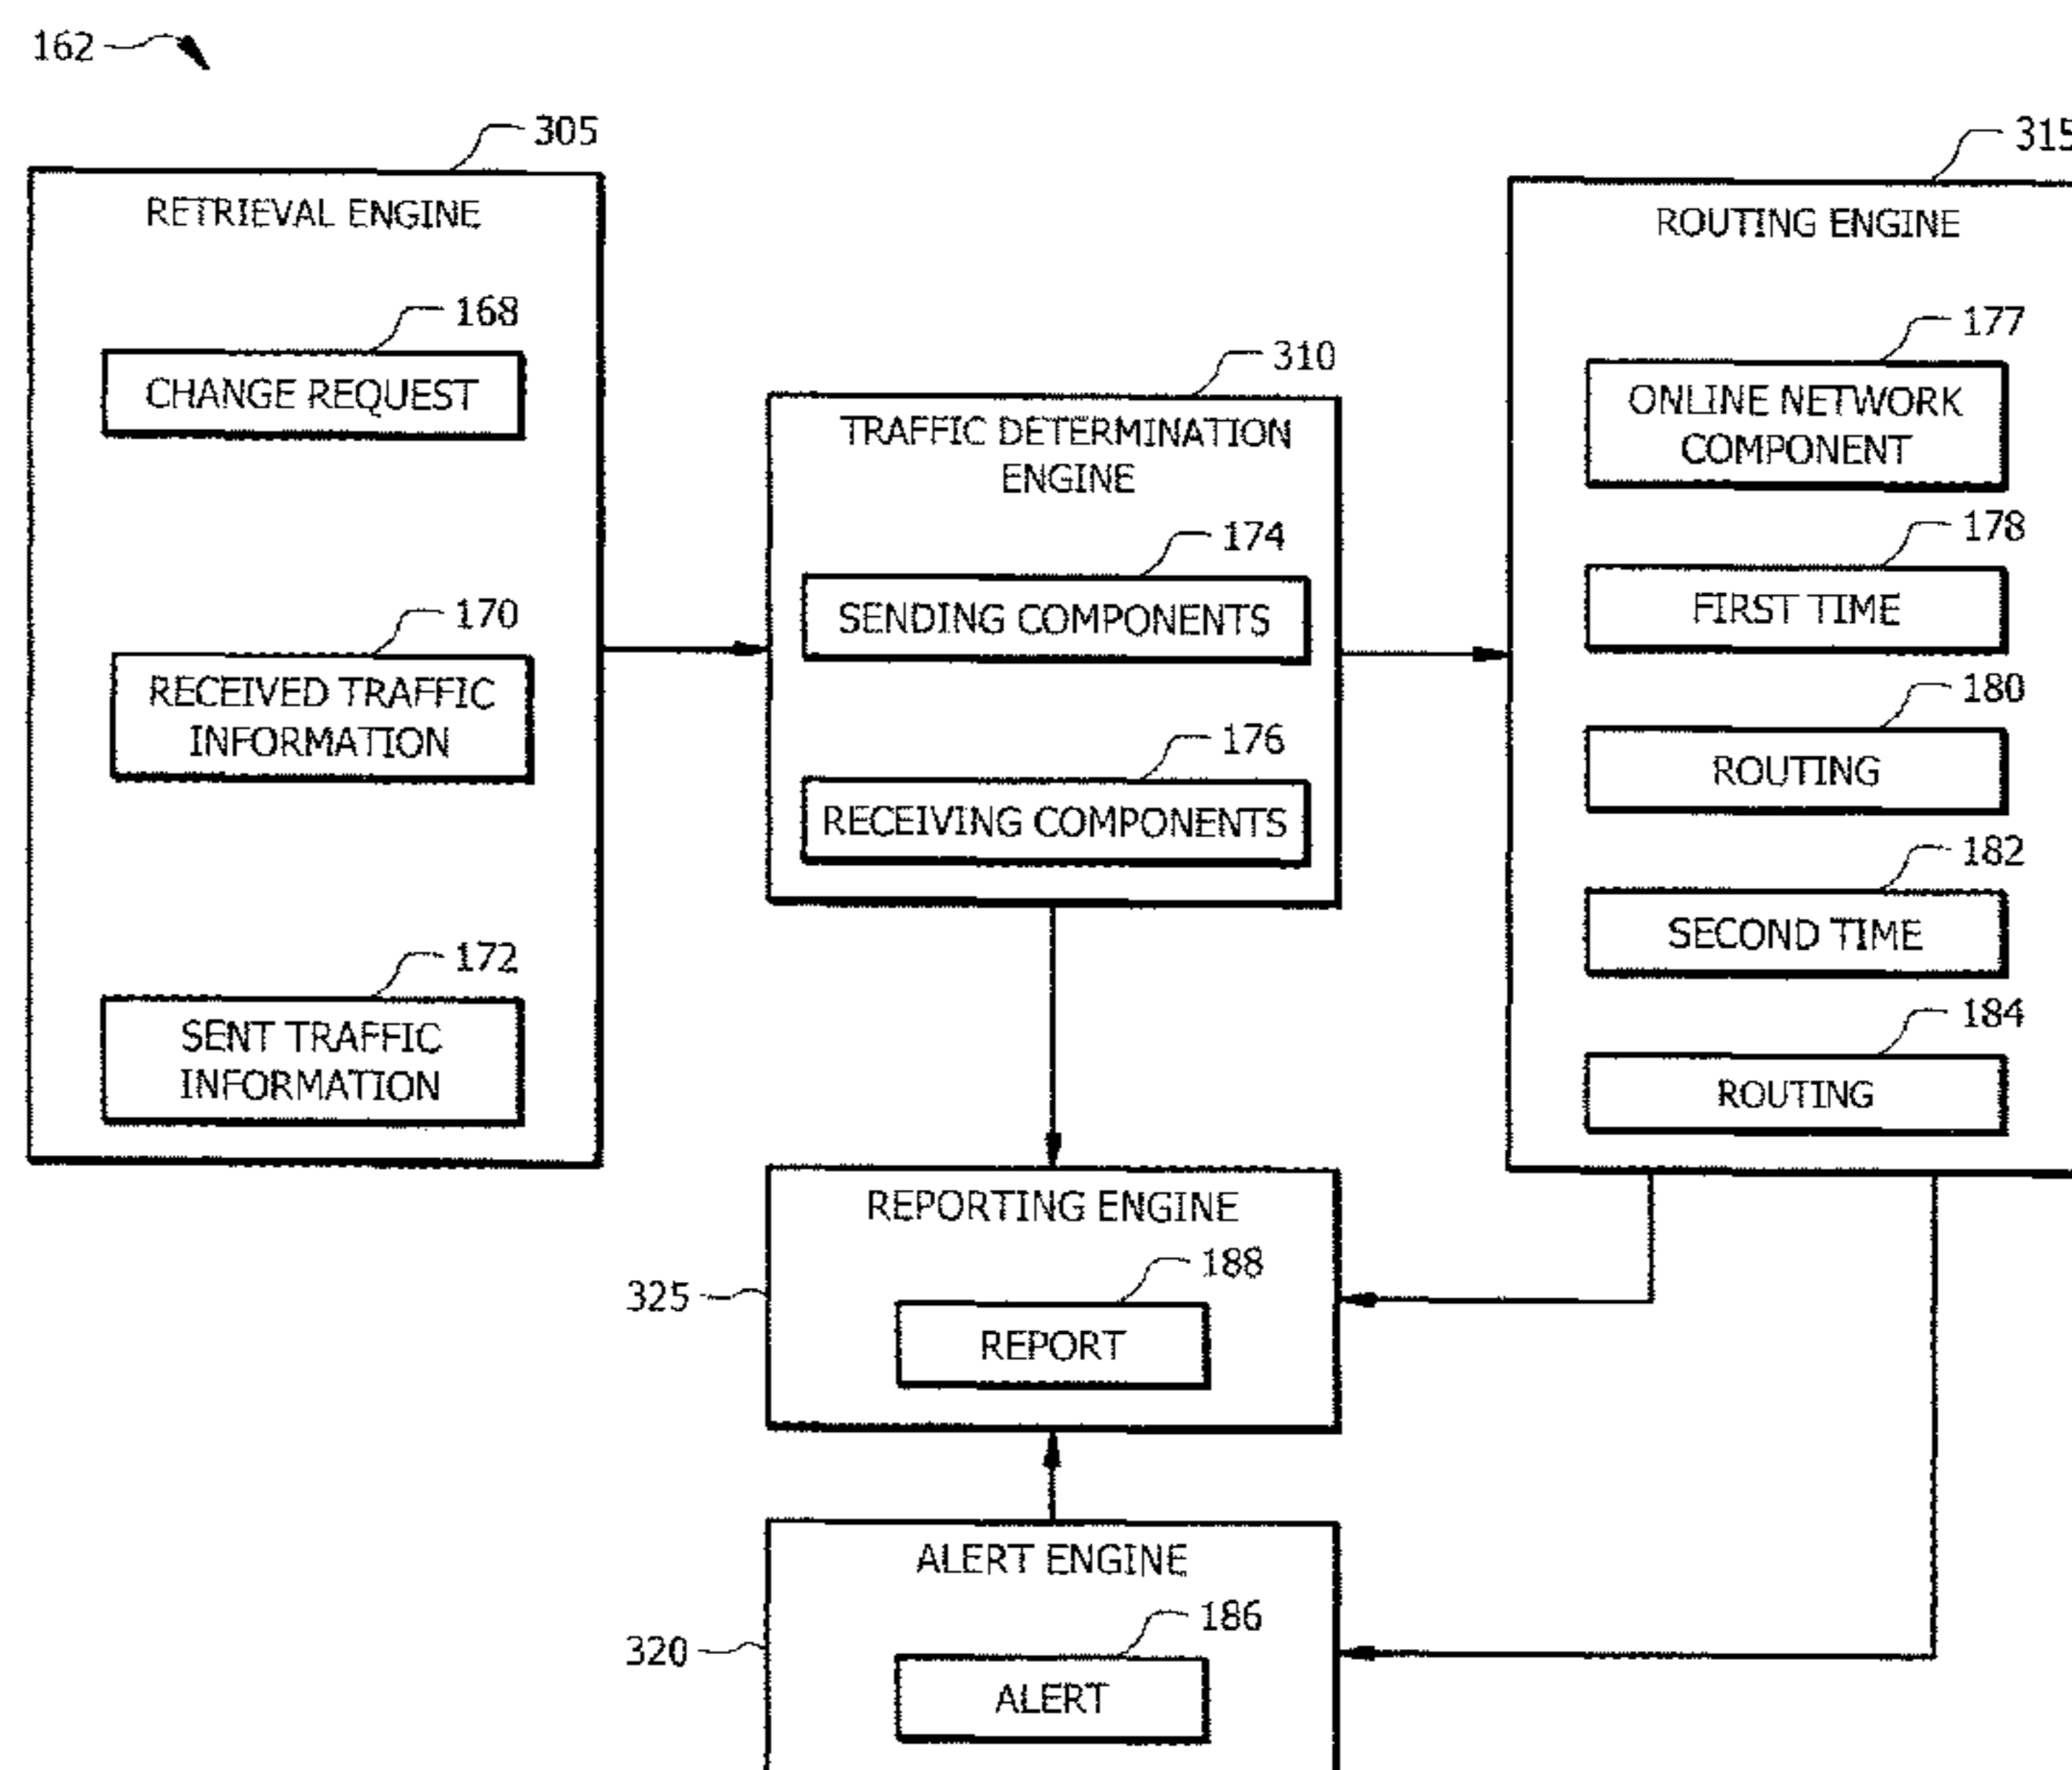 162
305
RETRIEVAL ENGINE
168
CHANGE REQUEST
170
RECEIVED TRAFFIC
INFORMATION
172
SENT TRAFFIC
INFORMATION
310
TRAFFIC DETERMINATION
ENGINE
174
SENDING COMPONENTS
176
RECEIVING COMPONENTS
315
ROUTING ENGINE
177
ONLINE NETWORK
COMPONENT
178
FIRST TIME
180
ROUTING
182
SECOND TIME
184
ROUTING
REPORTING ENGINE
188
325
REPORT
ALERT ENGINE
186
320
ALERT